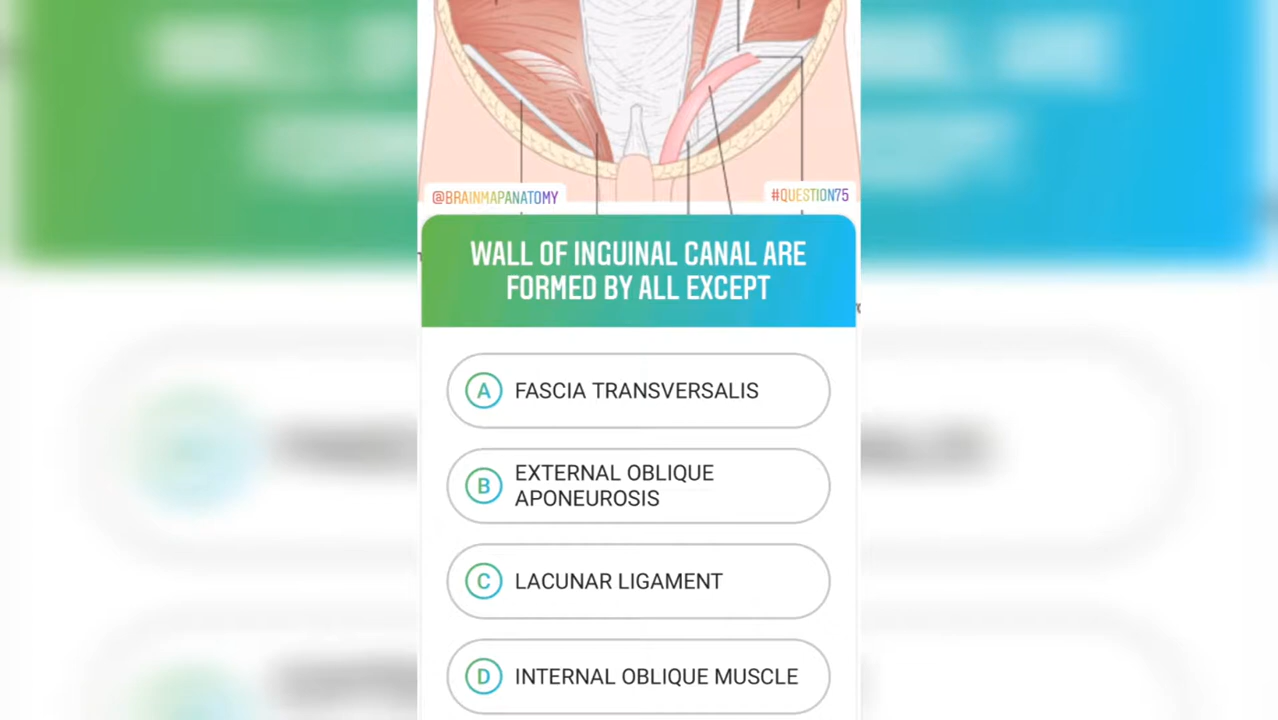 @BRAINMAPANATOMY
#QUESTION75
WALL OF INGUINAL CANAL ARE
FORMED BY ALL EXCEPT
A FASCIA TRANSVERSALIS
B EXTERNAL OBLIQUE
APONEUROSIS
C LACUNAR LIGAMENT
D INTERNAL OBLIQUE MUSCLE